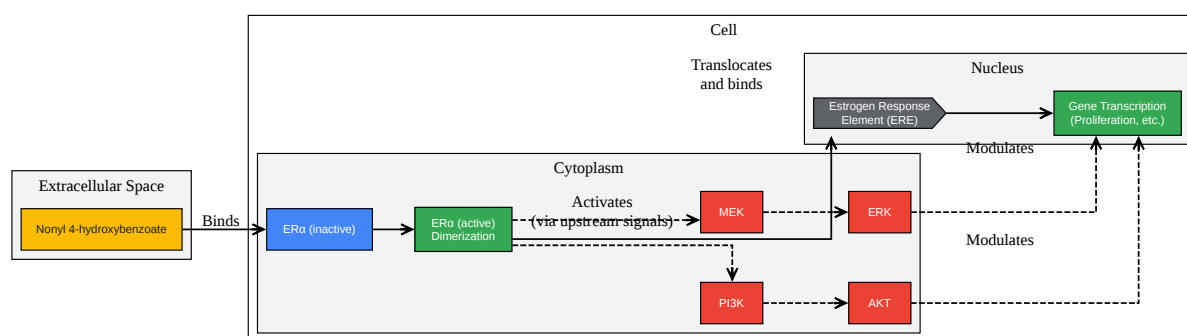 Cell
Translocates
and binds
Nucleus
Estrogen Response
Element (ERE)
Gene Transcription
(Proliferation, etc.)
Modulates
Cytoplasm
Extracellular Space
Nonyl 4-hydroxybenzoate
Binds
ERα (inactive)
ERα (active)
Dimerization
Activates
(via upstream signals)
MEK
ERK
Modulates
PI3K
AKT